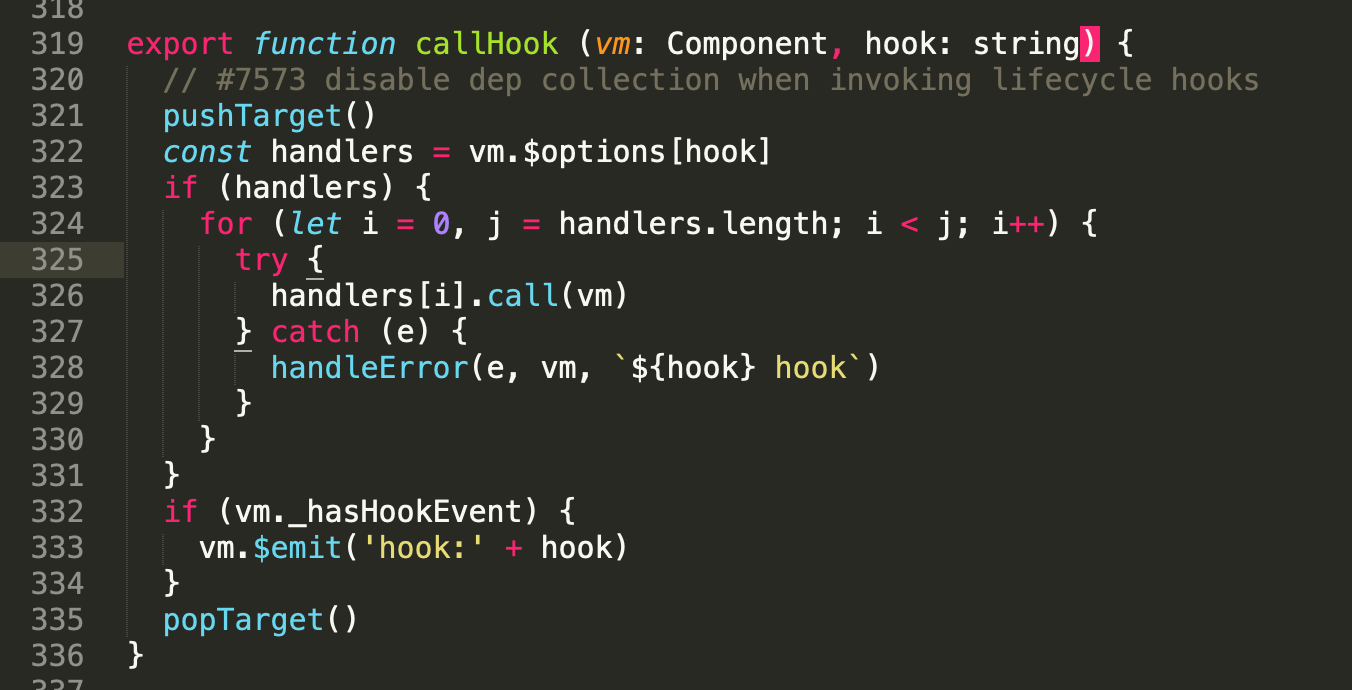 318
319 export function callHook (vm: Component, hook: string) {
320   // #7573 disable dep collection when invoking lifecycle hooks
321   pushTarget()
322   const handlers = vm.$options[hook]
323   if (handlers) {
324     for (let i = 0, j = handlers.length; i < j; i++) {
325       try {
326         handlers[i].call(vm)
327       } catch (e) {
328         handleError(e, vm, `${hook} hook`)
329       }
330     }
331   }
332   if (vm._hasHookEvent) {
333     vm.$emit('hook:' + hook)
334   }
335   popTarget()
336 }
337